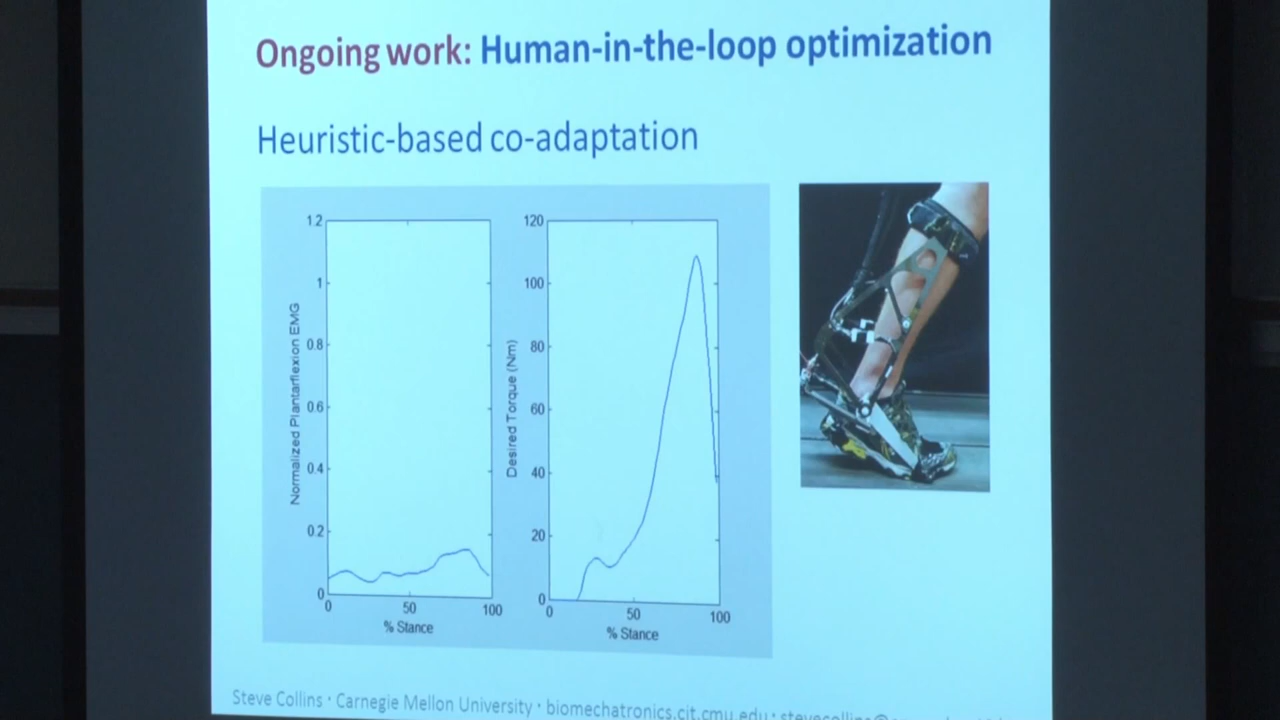 Ongoing work: Human-in-the-loop optimization
Heuristic-based co-adaptation
Normalized Plantarflexion EMG
1.2
1
0.8
0.6
0.4
0.2
0
0 50 100
% Stance
Desired Torque (Nm)
120
100
80
60
40
20
0
0 50 100
% Stance
Steve Collins · Carnegie Mellon University · biomechatronics.cit.cmu.edu ·